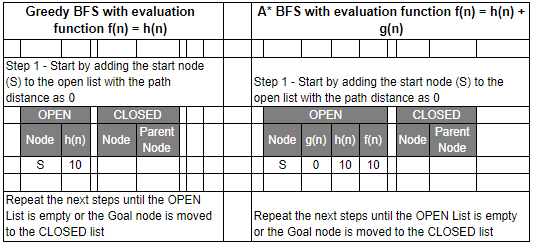 Greedy BFS with evaluation
function f(n) = h(n)
Step 1 - Start by adding the start node
(S) to the open list with the path
distance as 0
OPEN CLOSED
Node h(n) Node Parent
Node
S 10
Repeat the next steps until the OPEN
List is empty or the Goal node is moved
to the CLOSED list
A* BFS with evaluation function f(n) = h(n) +
g(n)
Step 1 - Start by adding the start node (S) to the
open list with the path distance as 0
OPEN CLOSED
Node g(n) h(n) f(n) Node Parent
Node
S 0 10 10
Repeat the next steps until the OPEN List is empty
or the Goal node is moved to the CLOSED list